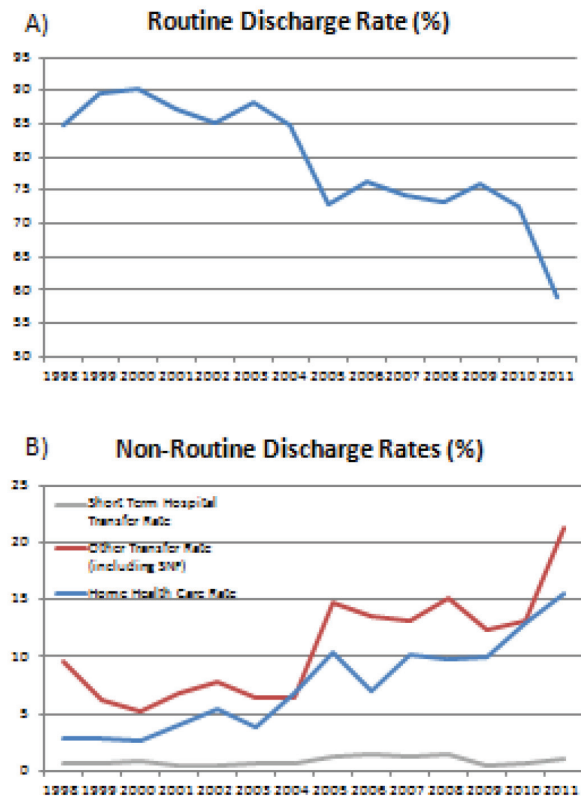 A)
Routine Discharge Rate (%)
95
90
85
80
75
70
65
60
55
50
1998 1999 2000 2001 2002 2003 2004 2005 2006 2007 2008 2009 2010 2011
B)
Non-Routine Discharge Rates (%)
25
Short Term Hospital
Transfer Rate
20
Other Transfer Rate
(including SNF)
Home Health Care Rate
15
10
5
0
1998 1999 2000 2001 2002 2003 2004 2005 2006 2007 2008 2009 2010 2011